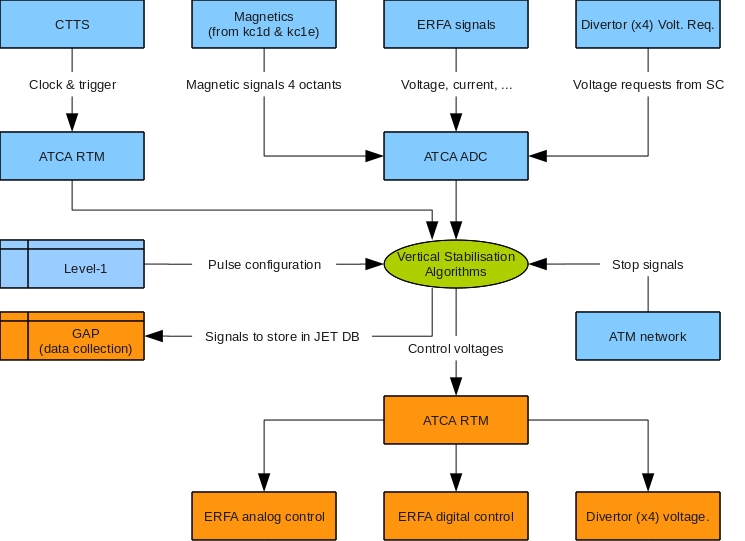 CTTS
Magnetics
(from kc1d & kc1e)
ERFA signals
Divertor (x4) Volt. Req.
Clock & trigger
Magnetic signals 4 octants
Voltage, current, ...
Voltage requests from SC
ATCA RTM
ATCA ADC
Level-1
Pulse configuration
Vertical Stabilisation
Algorithms
Stop signals
GAP
(data collection)
Signals to store in JET DB
Control voltages
ATM network
ATCA RTM
ERFA analog control
ERFA digital control
Divertor (x4) voltage.